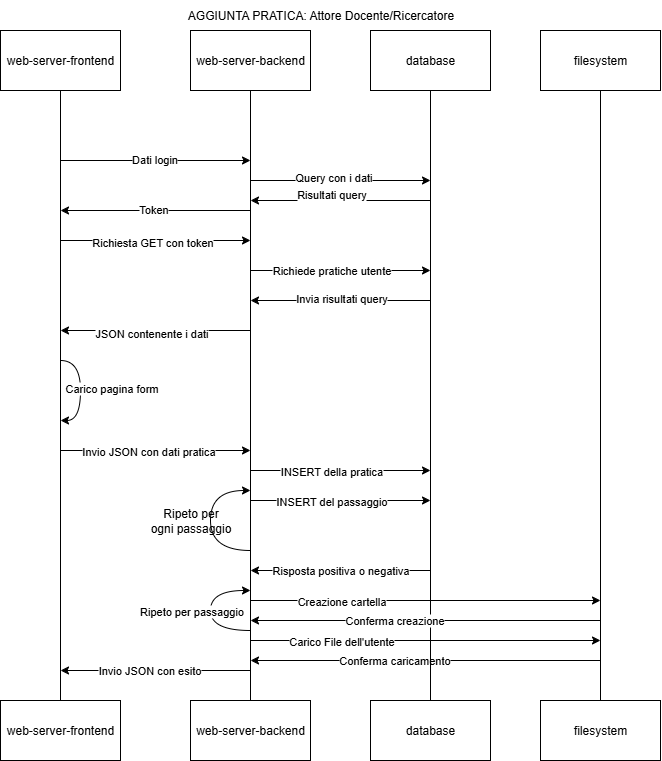 AGGIUNTA PRATICA: Attore Docente/Ricercatore
web-server-frontend
web-server-backend
database
filesystem
Dati login
Query con i dati
Risultati query
Token
Richiesta GET con token
Richiede pratiche utente
Invia risultati query
JSON contenente i dati
Carico pagina form
Invio JSON con dati pratica
INSERT della pratica
INSERT del passaggio
Ripeto per
ogni passaggio
Risposta positiva o negativa
Creazione cartella
Ripeto per passaggio
Conferma creazione
Carico File dell'utente
Conferma caricamento
Invio JSON con esito
web-server-frontend
web-server-backend
database
filesystem